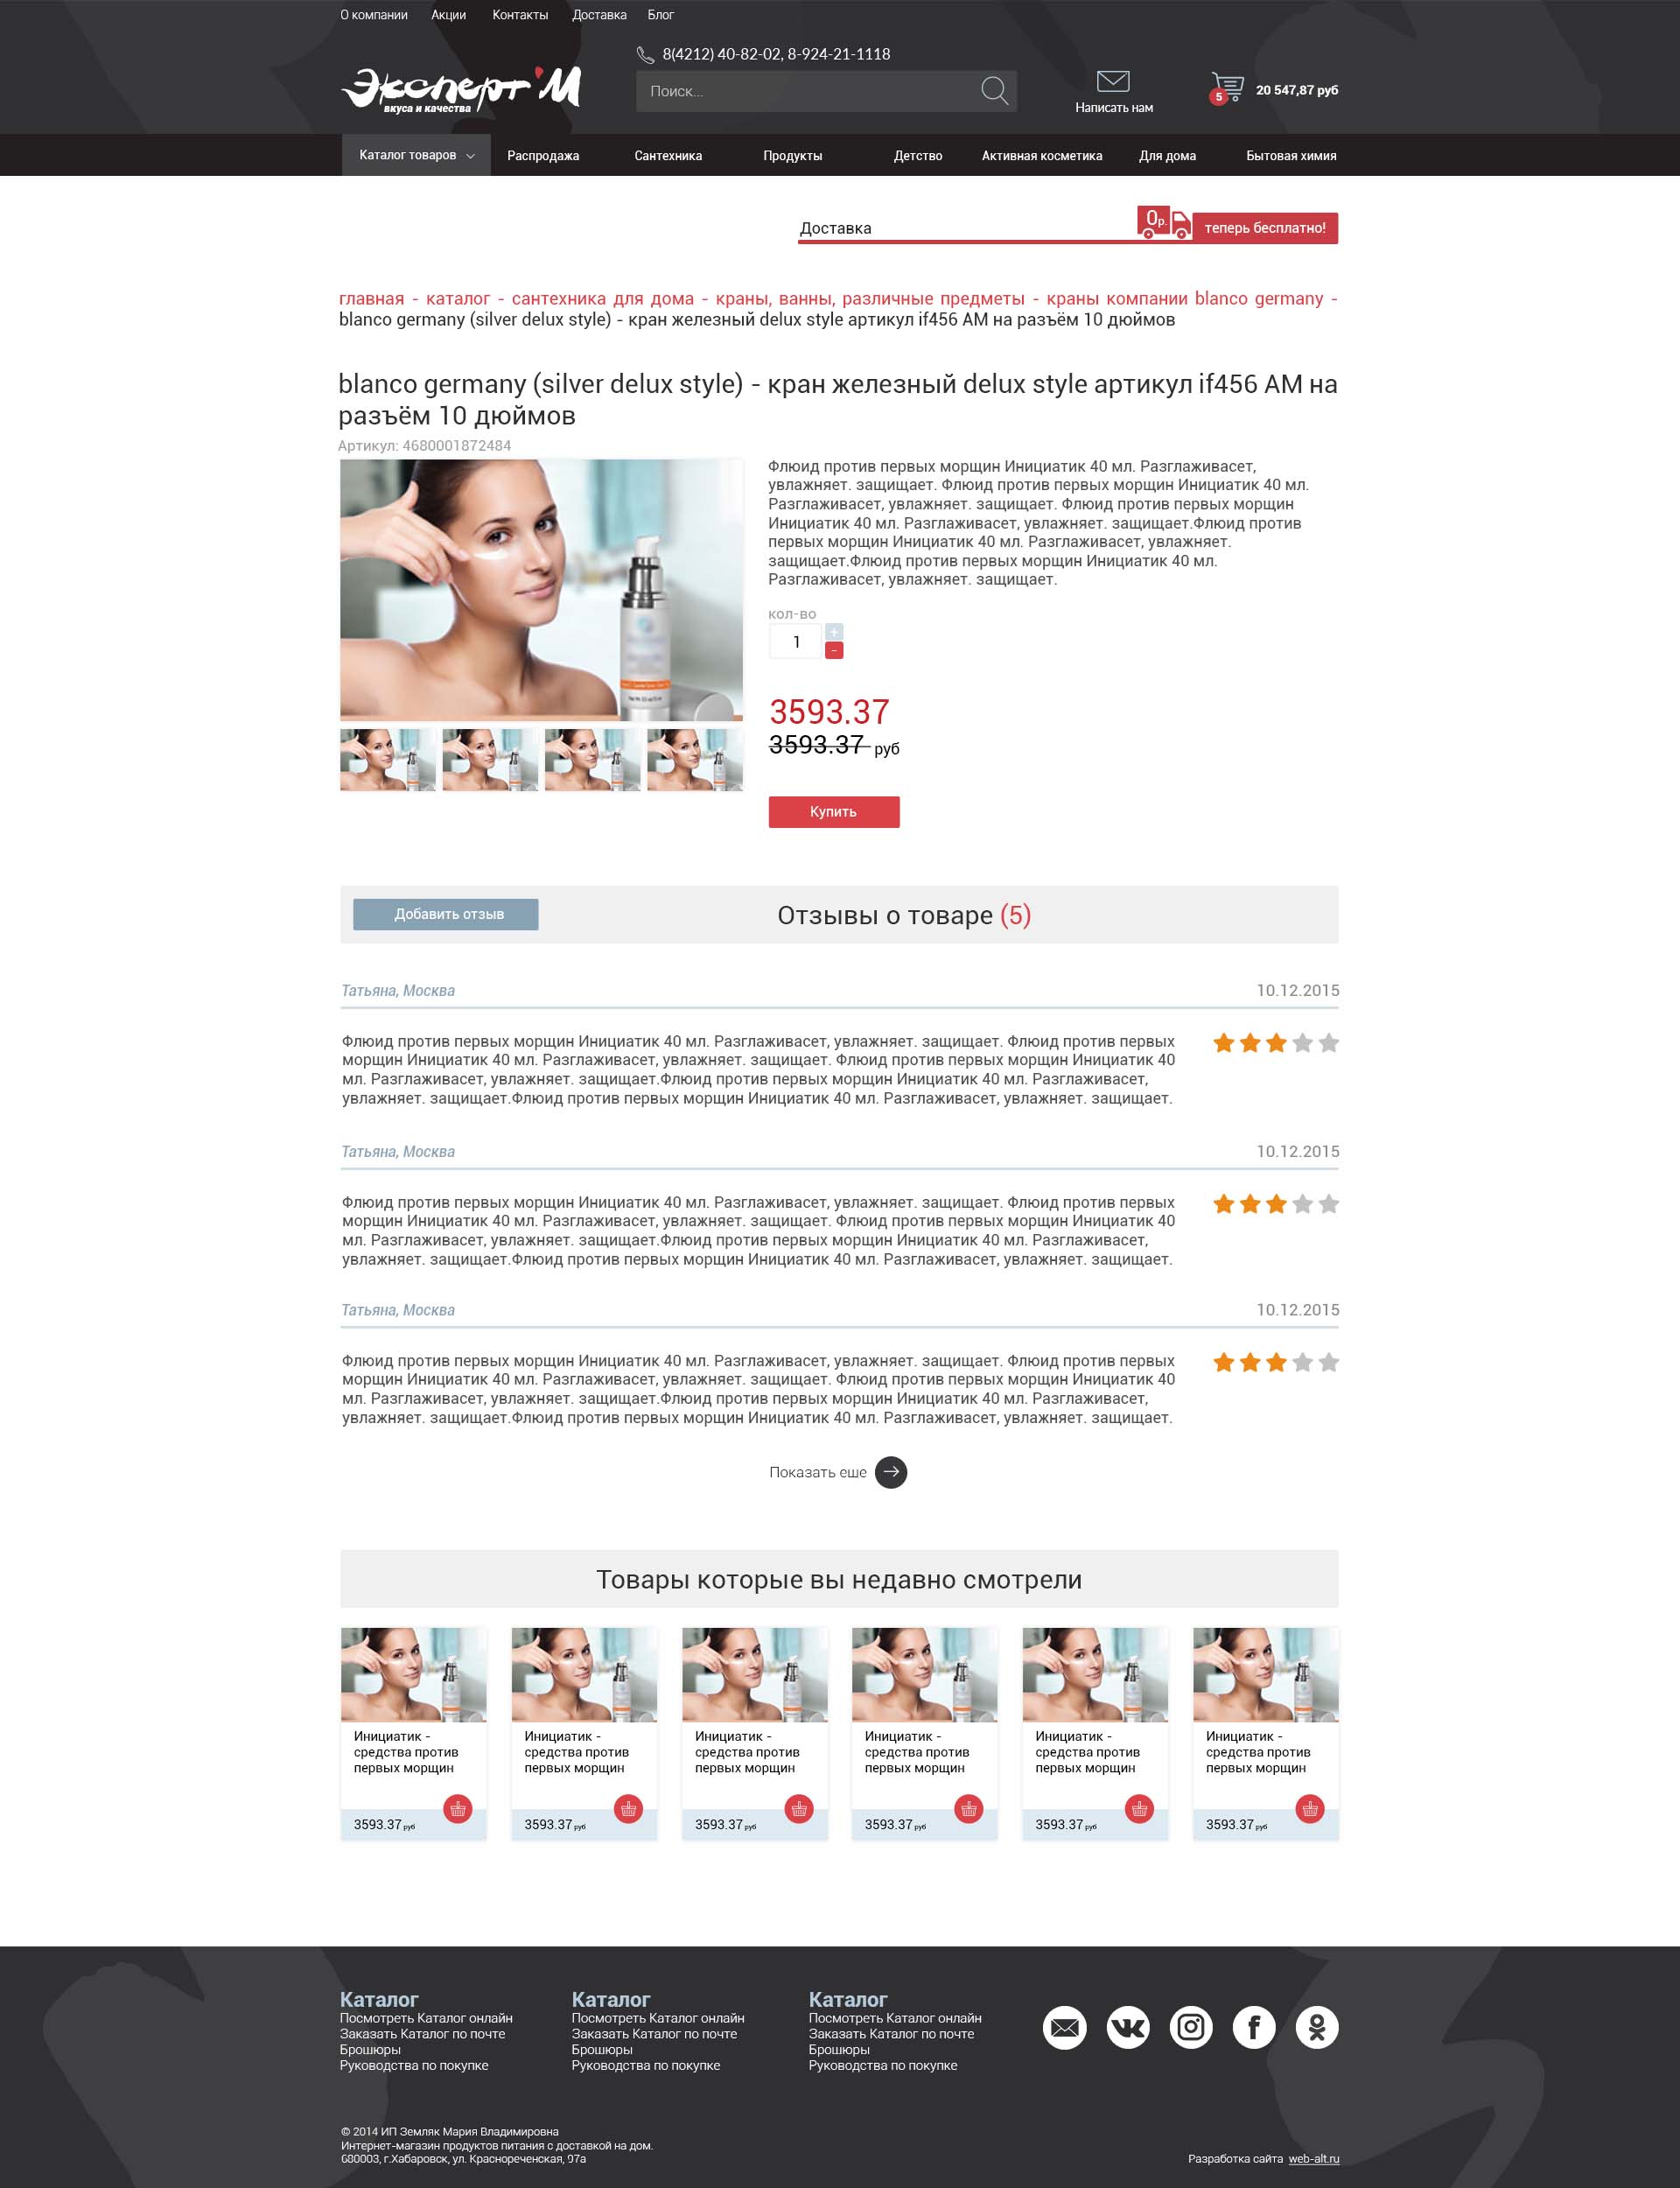 О компании Акции Контакты Доставка Блог
8(4212) 40-82-02, 8-924-21-1118
Эксперт'М
вкуса и качества
Поиск...
Написать нам
5
20 547,87 руб
Каталог товаров Распродажа Сантехника Продукты Детство Активная косметика Для дома Бытовая химия
Доставка
0р.
теперь бесплатно!
главная - каталог - сантехника для дома - краны, ванны, различные предметы - краны компании blanco germany -
blanco germany (silver delux style) - кран железный delux style артикул if456 AM на разъём 10 дюймов
blanco germany (silver delux style) - кран железный delux style артикул if456 AM на
разъём 10 дюймов
Артикул: 4680001872484
Флюид против первых морщин Инициатик 40 мл. Разглаживасет,
увлажняет. защищает. Флюид против первых морщин Инициатик 40 мл.
Разглаживасет, увлажняет. защищает. Флюид против первых морщин
Инициатик 40 мл. Разглаживасет, увлажняет. защищает.Флюид против
первых морщин Инициатик 40 мл. Разглаживасет, увлажняет.
защищает.Флюид против первых морщин Инициатик 40 мл.
Разглаживасет, увлажняет. защищает.
кол-во
1
+
-
3593.37
3593.37 руб
Купить
Добавить отзыв
Отзывы о товаре (5)
Татьяна, Москва 10.12.2015
Флюид против первых морщин Инициатик 40 мл. Разглаживасет, увлажняет. защищает. Флюид против первых
морщин Инициатик 40 мл. Разглаживасет, увлажняет. защищает. Флюид против первых морщин Инициатик 40
мл. Разглаживасет, увлажняет. защищает.Флюид против первых морщин Инициатик 40 мл. Разглаживасет,
увлажняет. защищает.Флюид против первых морщин Инициатик 40 мл. Разглаживасет, увлажняет. защищает.
Татьяна, Москва 10.12.2015
Флюид против первых морщин Инициатик 40 мл. Разглаживасет, увлажняет. защищает. Флюид против первых
морщин Инициатик 40 мл. Разглаживасет, увлажняет. защищает. Флюид против первых морщин Инициатик 40
мл. Разглаживасет, увлажняет. защищает.Флюид против первых морщин Инициатик 40 мл. Разглаживасет,
увлажняет. защищает.Флюид против первых морщин Инициатик 40 мл. Разглаживасет, увлажняет. защищает.
Татьяна, Москва 10.12.2015
Флюид против первых морщин Инициатик 40 мл. Разглаживасет, увлажняет. защищает. Флюид против первых
морщин Инициатик 40 мл. Разглаживасет, увлажняет. защищает. Флюид против первых морщин Инициатик 40
мл. Разглаживасет, увлажняет. защищает.Флюид против первых морщин Инициатик 40 мл. Разглаживасет,
увлажняет. защищает.Флюид против первых морщин Инициатик 40 мл. Разглаживасет, увлажняет. защищает.
Показать еше
Товары которые вы недавно смотрели
Инициатик -
средства против
первых морщин
3593.37 руб
Инициатик -
средства против
первых морщин
3593.37 руб
Инициатик -
средства против
первых морщин
3593.37 руб
Инициатик -
средства против
первых морщин
3593.37 руб
Инициатик -
средства против
первых морщин
3593.37 руб
Инициатик -
средства против
первых морщин
3593.37 руб
Каталог
Посмотреть Каталог онлайн
Заказать Каталог по почте
Брошюры
Руководства по покупке
Каталог
Посмотреть Каталог онлайн
Заказать Каталог по почте
Брошюры
Руководства по покупке
Каталог
Посмотреть Каталог онлайн
Заказать Каталог по почте
Брошюры
Руководства по покупке
© 2014 ИП Земляк Мария Владимировна
Интернет-магазин продуктов питания с доставкой на дом.
680003, г.Хабаровск, ул. Краснореченская, 97а
Разработка сайта web-alt.ru